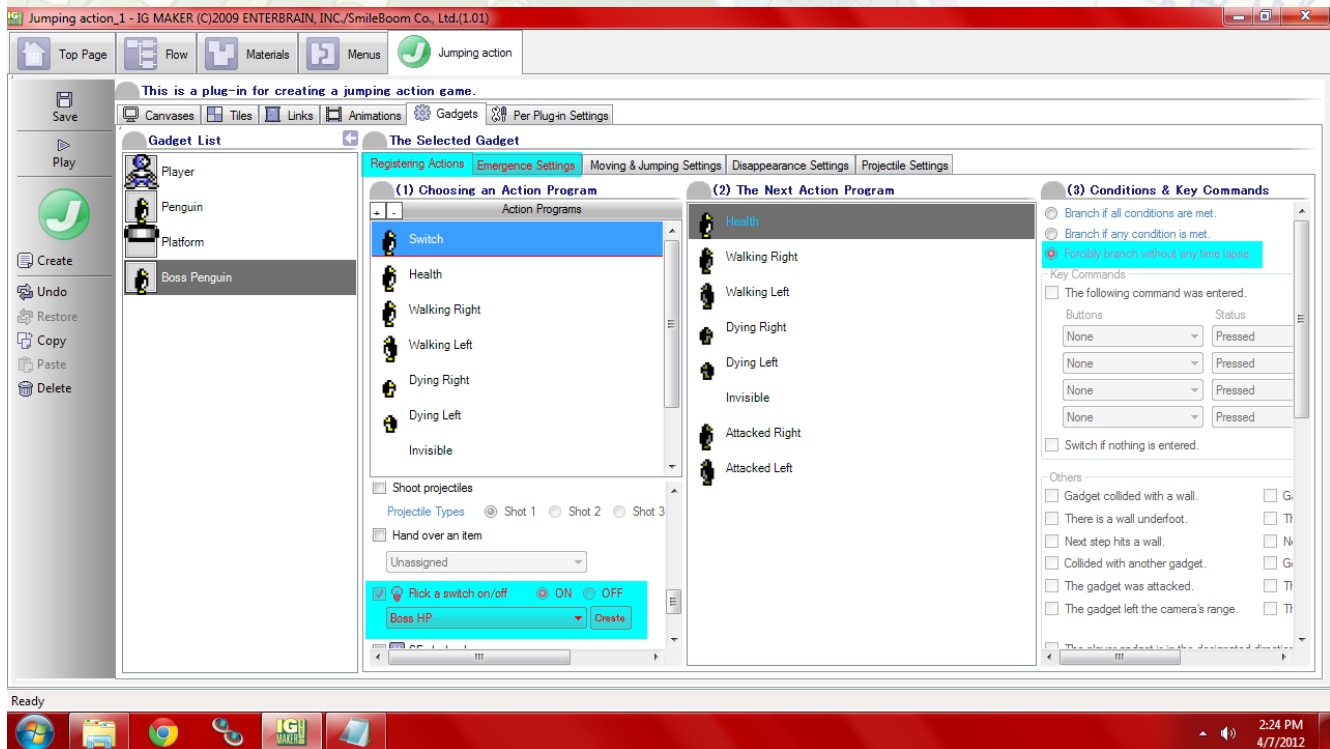 Jumping action_1 - IG MAKER (C)2009 ENTERBRAIN, INC./SmileBoom Co., Ltd.(1.01)
Top Page Flow Materials Menus Jumping action
This is a plug-in for creating a jumping action game.
Save
Canvases Tiles Links Animations Gadgets Per Plug-in Settings
Gadget List
The Selected Gadget
Play
Registering Actions Emergence Settings Moving & Jumping Settings Disappearance Settings Projectile Settings
Player
Penguin
Platform
Boss Penguin
Create
Undo
Restore
Copy
Paste
Delete
(1) Choosing an Action Program
+ - Action Programs
Switch
Health
Walking Right
Walking Left
Dying Right
Dying Left
Invisible
Shoot projectiles
Projectile Types Shot 1 Shot 2 Shot 3
Hand over an item
Unassigned
Flick a switch on/off ON OFF
Boss HP Create
(2) The Next Action Program
Health
Walking Right
Walking Left
Dying Right
Dying Left
Invisible
Attacked Right
Attacked Left
(3) Conditions & Key Commands
Branch if all conditions are met.
Branch if any condition is met.
Forcibly branch without any time lapse.
Key Commands
The following command was entered.
Buttons Status
None Pressed
None Pressed
None Pressed
None Pressed
Switch if nothing is entered.
Others
Gadget collided with a wall.
There is a wall underfoot.
Next step hits a wall.
Collided with another gadget.
The gadget was attacked.
The gadget left the camera's range.
Ready
IG MAKER
2:24 PM
4/7/2012